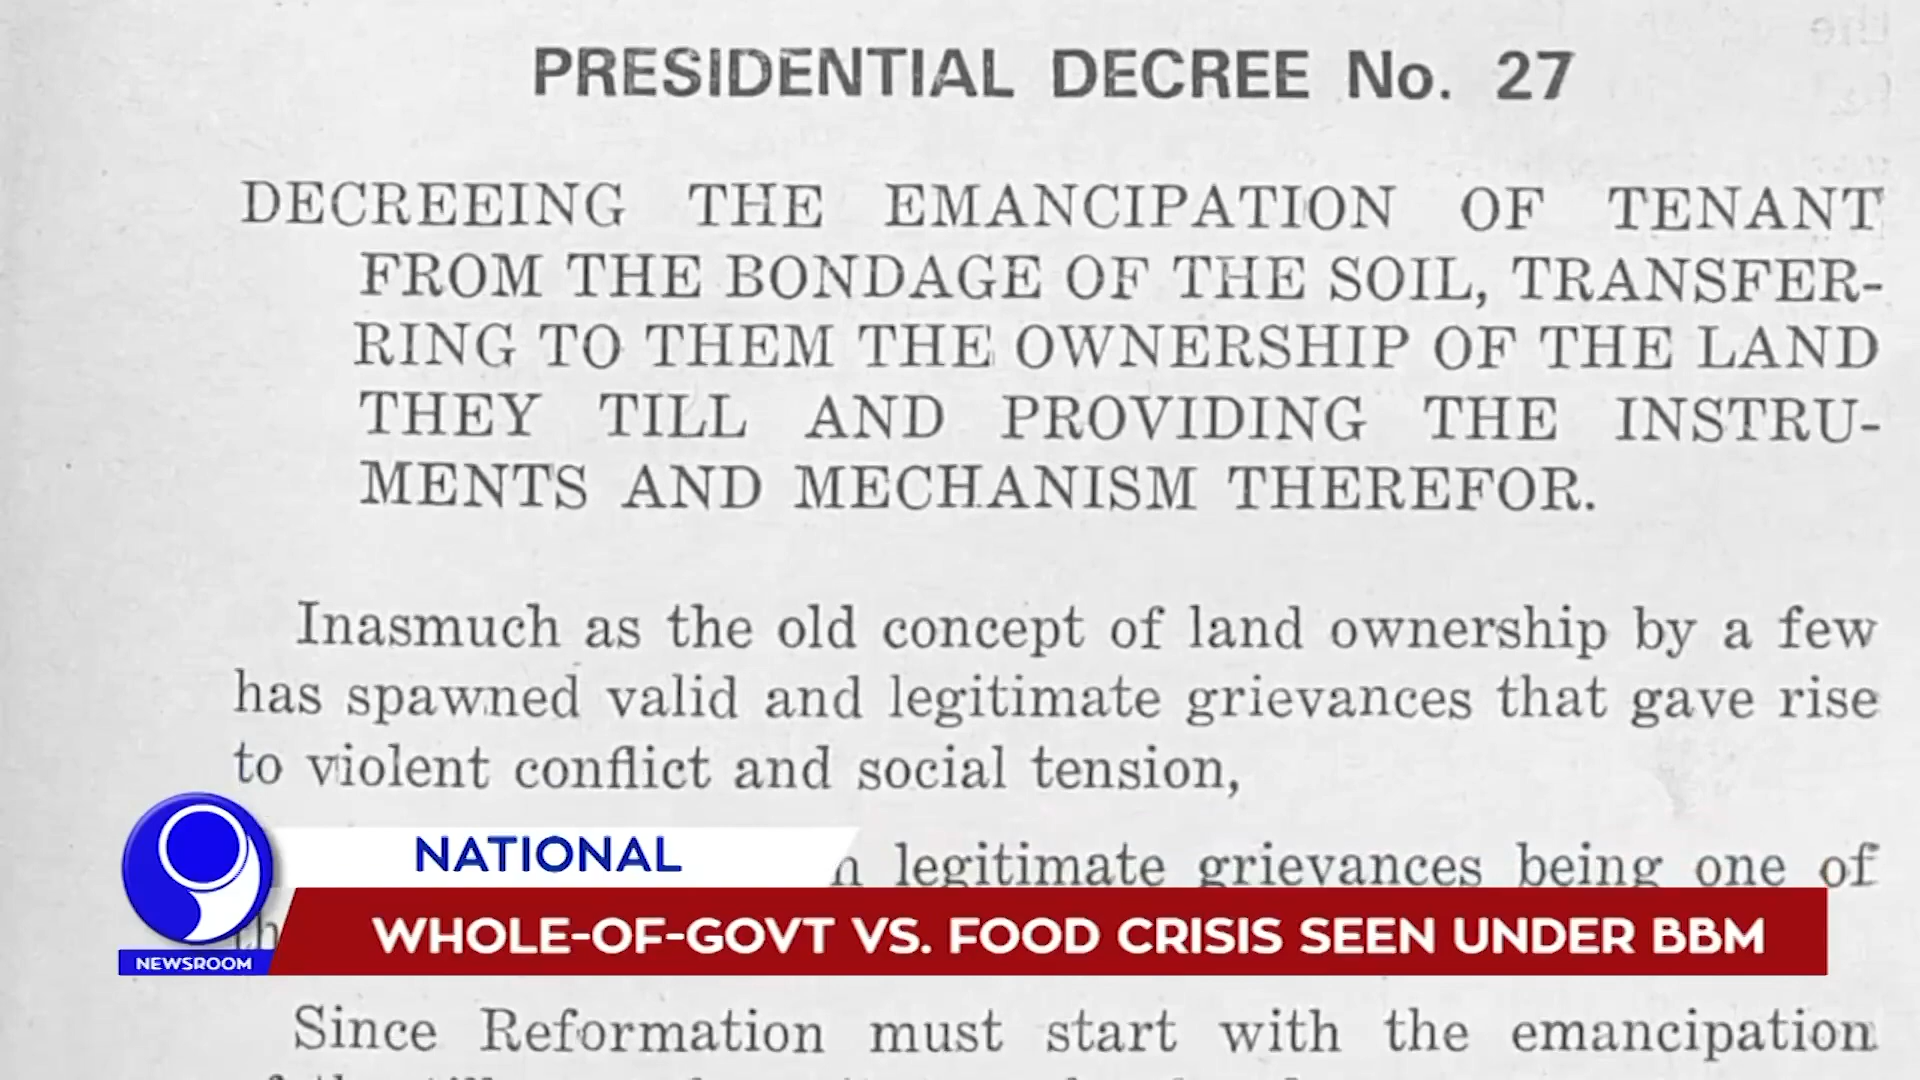 PRESIDENTIAL DECREE No. 27
DECREEING THE EMANCIPATION OF TENANT
FROM THE BONDAGE OF THE SOIL, TRANSFER-
RING TO THEM THE OWNERSHIP OF THE LAND
THEY TILL AND PROVIDING THE INSTRU-
MENTS AND MECHANISM THEREFOR.
Inasmuch as the old concept of land ownership by a few
has spawned valid and legitimate grievances that gave rise
to violent conflict and social tension,
legitimate grievances being one of
NATIONAL
WHOLE-OF-GOVT VS. FOOD CRISIS SEEN UNDER BBM
NEWSROOM
Since Reformation must start with the emancipation